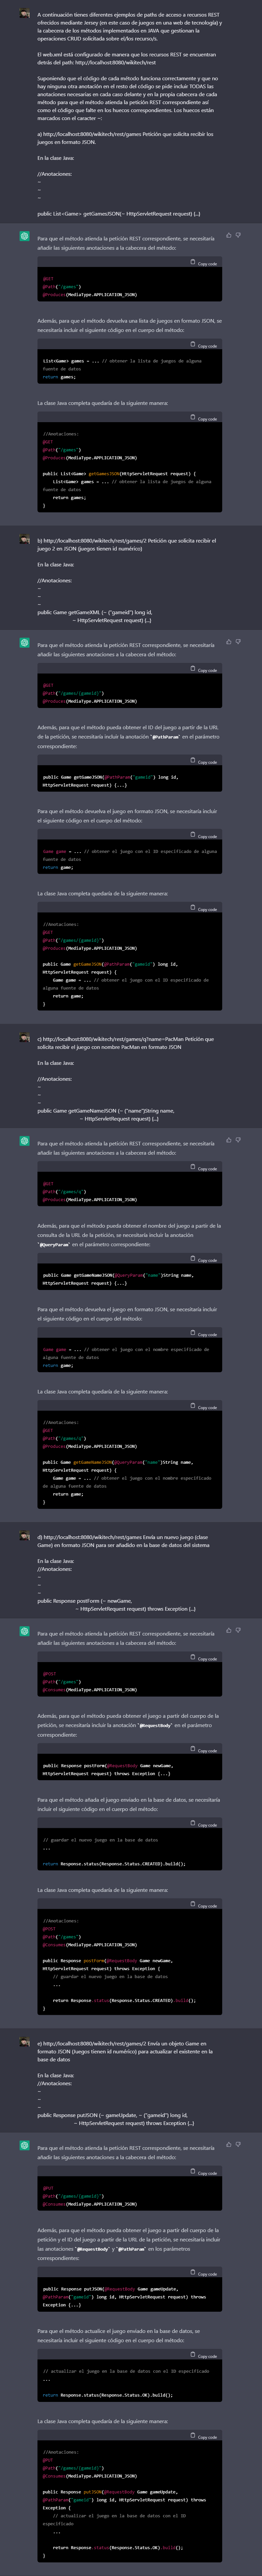 A continuación tienes diferentes ejemplos de paths de acceso a recursos REST
ofrecidos mediante Jersey (en este caso de juegos en una web de tecnología) y
la cabecera de los métodos implementados en JAVA que gestionan la
operaciones CRUD solicitada sobre el/los recurso/s.
El web.xml está configurado de manera que los recursos REST se encuentran
detrás del path: http://localhost:8080/wikitech/rest
Suponiendo que el código de cada método funciona correctamente y que no
hay ninguna otra anotación en el resto del código se pide incluir TODAS las
anotaciones necesarias en cada caso delante y en la propia cabecera de cada
método para que el método atienda la petición REST correspondiente así
como el código que falte en los huecos correspondientes. Los huecos están
marcados con el caracter ~:
a) http://localhost:8080/wikitech/rest/games Petición que solicita recibir los
juegos en formato JSON.
En la clase Java:
//Anotaciones:
~
~
~
public List<Game> getGamesJSON(~ HttpServletRequest request) {...}
Para que el método atienda la petición REST correspondiente, se necesitaría
añadir las siguientes anotaciones a la cabecera del método:
Copy code
@GET
@Path("/games")
@Produces(MediaType.APPLICATION_JSON)
Además, para que el método devuelva una lista de juegos en formato JSON, se
necesitaría incluir el siguiente código en el cuerpo del método:
Copy code
List<Game> games = ... // obtener la lista de juegos de alguna
fuente de datos
return games;
La clase Java completa quedaría de la siguiente manera:
Copy code
//Anotaciones:
@GET
@Path("/games")
@Produces(MediaType.APPLICATION_JSON)
public List<Game> getGamesJSON(HttpServletRequest request) {
List<Game> games = ... // obtener la lista de juegos de alguna
fuente de datos
return games;
}
b) http://localhost:8080/wikitech/rest/games/2 Petición que solicita recibir el
juego 2 en JSON (juegos tienen id numérico)
En la clase Java:
//Anotaciones:
~
~
~
public Game getGameXML (~ ("gameid") long id,
~ HttpServletRequest request) {...}
Para que el método atienda la petición REST correspondiente, se necesitaría
añadir las siguientes anotaciones a la cabecera del método:
Copy code
@GET
@Path("/games/{gameid}")
@Produces(MediaType.APPLICATION_JSON)
Además, para que el método pueda obtener el ID del juego a partir de la URL
de la petición, se necesitaría incluir la anotación "@PathParam" en el parámetro
correspondiente:
Copy code
public Game getGameJSON(@PathParam("gameid") long id,
HttpServletRequest request) {...}
Para que el método devuelva el juego en formato JSON, se necesitaría incluir
el siguiente código en el cuerpo del método:
Copy code
Game game = ... // obtener el juego con el ID especificado de alguna
fuente de datos
return game;
La clase Java completa quedaría de la siguiente manera:
Copy code
//Anotaciones:
@GET
@Path("/games/{gameid}")
@Produces(MediaType.APPLICATION_JSON)
public Game getGameJSON(@PathParam("gameid") long id,
HttpServletRequest request) {
Game game = ... // obtener el juego con el ID especificado de
alguna fuente de datos
return game;
}
c) http://localhost:8080/wikitech/rest/games/q?name=PacMan Petición que
solicita recibir el juego con nombre PacMan en formato JSON
En la clase Java:
//Anotaciones:
~
~
~
public Game getGameNameJSON (~ ("name")String name,
~ HttpServletRequest request) {...}
Para que el método atienda la petición REST correspondiente, se necesitaría
añadir las siguientes anotaciones a la cabecera del método:
Copy code
@GET
@Path("/games/q")
@Produces(MediaType.APPLICATION_JSON)
Además, para que el método pueda obtener el nombre del juego a partir de la
consulta de la URL de la petición, se necesitaría incluir la anotación
"@QueryParam" en el parámetro correspondiente:
Copy code
public Game getGameNameJSON(@QueryParam("name")String name,
HttpServletRequest request) {...}
Para que el método devuelva el juego en formato JSON, se necesitaría incluir
el siguiente código en el cuerpo del método:
Copy code
Game game = ... // obtener el juego con el nombre especificado de
alguna fuente de datos
return game;
La clase Java completa quedaría de la siguiente manera:
Copy code
//Anotaciones:
@GET
@Path("/games/q")
@Produces(MediaType.APPLICATION_JSON)
public Game getGameNameJSON(@QueryParam("name")String name,
HttpServletRequest request) {
Game game = ... // obtener el juego con el nombre especificado
de alguna fuente de datos
return game;
}
d) http://localhost:8080/wikitech/rest/games Envía un nuevo juego (clase
Game) en formato JSON para ser añadido en la base de datos del sistema
En la clase Java:
//Anotaciones:
~
~
~
public Response postForm (~ newGame,
~ HttpServletRequest request) throws Exception {...}
Para que el método atienda la petición REST correspondiente, se necesitaría
añadir las siguientes anotaciones a la cabecera del método:
Copy code
@POST
@Path("/games")
@Consumes(MediaType.APPLICATION_JSON)
Además, para que el método pueda obtener el juego a partir del cuerpo de la
petición, se necesitaría incluir la anotación "@RequestBody" en el parámetro
correspondiente:
Copy code
public Response postForm(@RequestBody Game newGame,
HttpServletRequest request) throws Exception {...}
Para que el método añada el juego enviado en la base de datos, se necesitaría
incluir el siguiente código en el cuerpo del método:
Copy code
// guardar el nuevo juego en la base de datos
...
return Response.status(Response.Status.CREATED).build();
La clase Java completa quedaría de la siguiente manera:
Copy code
//Anotaciones:
@POST
@Path("/games")
@Consumes(MediaType.APPLICATION_JSON)
public Response postForm(@RequestBody Game newGame,
HttpServletRequest request) throws Exception {
// guardar el nuevo juego en la base de datos
...
return Response.status(Response.Status.CREATED).build();
}
e) http://localhost:8080/wikitech/rest/games/2 Envía un objeto Game en
formato JSON (Juegos tienen id numérico) para actualizar el existente en la
base de datos
En la clase Java:
//Anotaciones:
~
~
~
public Response putJSON (~ gameUpdate, ~ ("gameid") long id,
~ HttpServletRequest request) throws Exception {...}
Para que el método atienda la petición REST correspondiente, se necesitaría
añadir las siguientes anotaciones a la cabecera del método:
Copy code
@PUT
@Path("/games/{gameid}")
@Consumes(MediaType.APPLICATION_JSON)
Además, para que el método pueda obtener el juego a partir del cuerpo de la
petición y el ID del juego a partir de la URL de la petición, se necesitaría incluir
las anotaciones "@RequestBody" y "@PathParam" en los parámetros
correspondientes:
Copy code
public Response putJSON(@RequestBody Game gameUpdate,
@PathParam("gameid") long id, HttpServletRequest request) throws
Exception {...}
Para que el método actualice el juego enviado en la base de datos, se
necesitaría incluir el siguiente código en el cuerpo del método:
Copy code
// actualizar el juego en la base de datos con el ID especificado
...
return Response.status(Response.Status.OK).build();
La clase Java completa quedaría de la siguiente manera:
Copy code
//Anotaciones:
@PUT
@Path("/games/{gameid}")
@Consumes(MediaType.APPLICATION_JSON)
public Response putJSON(@RequestBody Game gameUpdate,
@PathParam("gameid") long id, HttpServletRequest request) throws
Exception {
// actualizar el juego en la base de datos con el ID
especificado
...
return Response.status(Response.Status.OK).build();
}